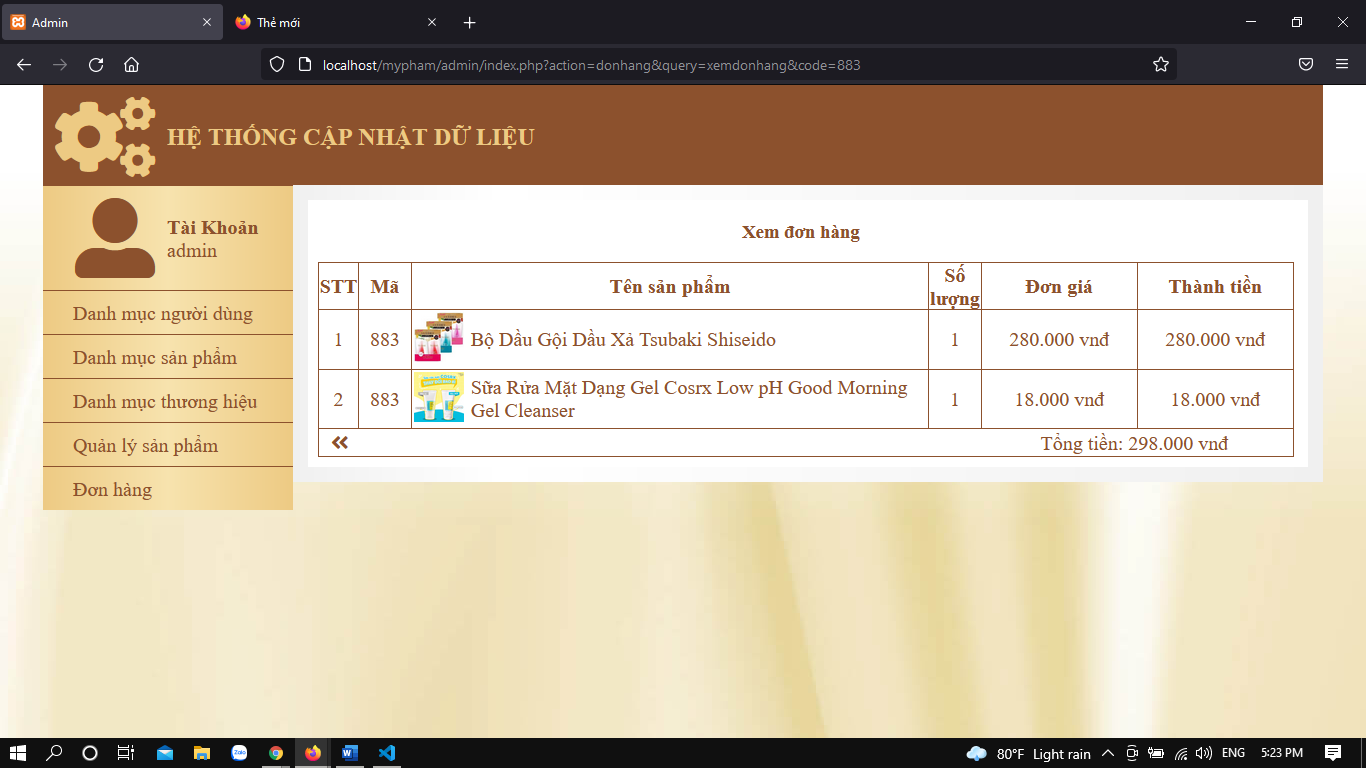 Admin
Thẻ mới
localhost/mypham/admin/index.php?action=donhang&query=xemdonhang&code=883
HỆ THỐNG CẬP NHẬT DỮ LIỆU
Tài Khoản
admin
Danh mục người dùng
Danh mục sản phẩm
Danh mục thương hiệu
Quản lý sản phẩm
Đơn hàng
Xem đơn hàng
STT Mã Tên sản phẩm Số lượng Đơn giá Thành tiền
1 883 Bộ Dầu Gội Dầu Xả Tsubaki Shiseido 1 280.000 vnđ 280.000 vnđ
2 883 Sữa Rửa Mặt Dạng Gel Cosrx Low pH Good Morning
Gel Cleanser 1 18.000 vnđ 18.000 vnđ
Tổng tiền: 298.000 vnđ
Zalo
80°F Light rain ENG 5:23 PM